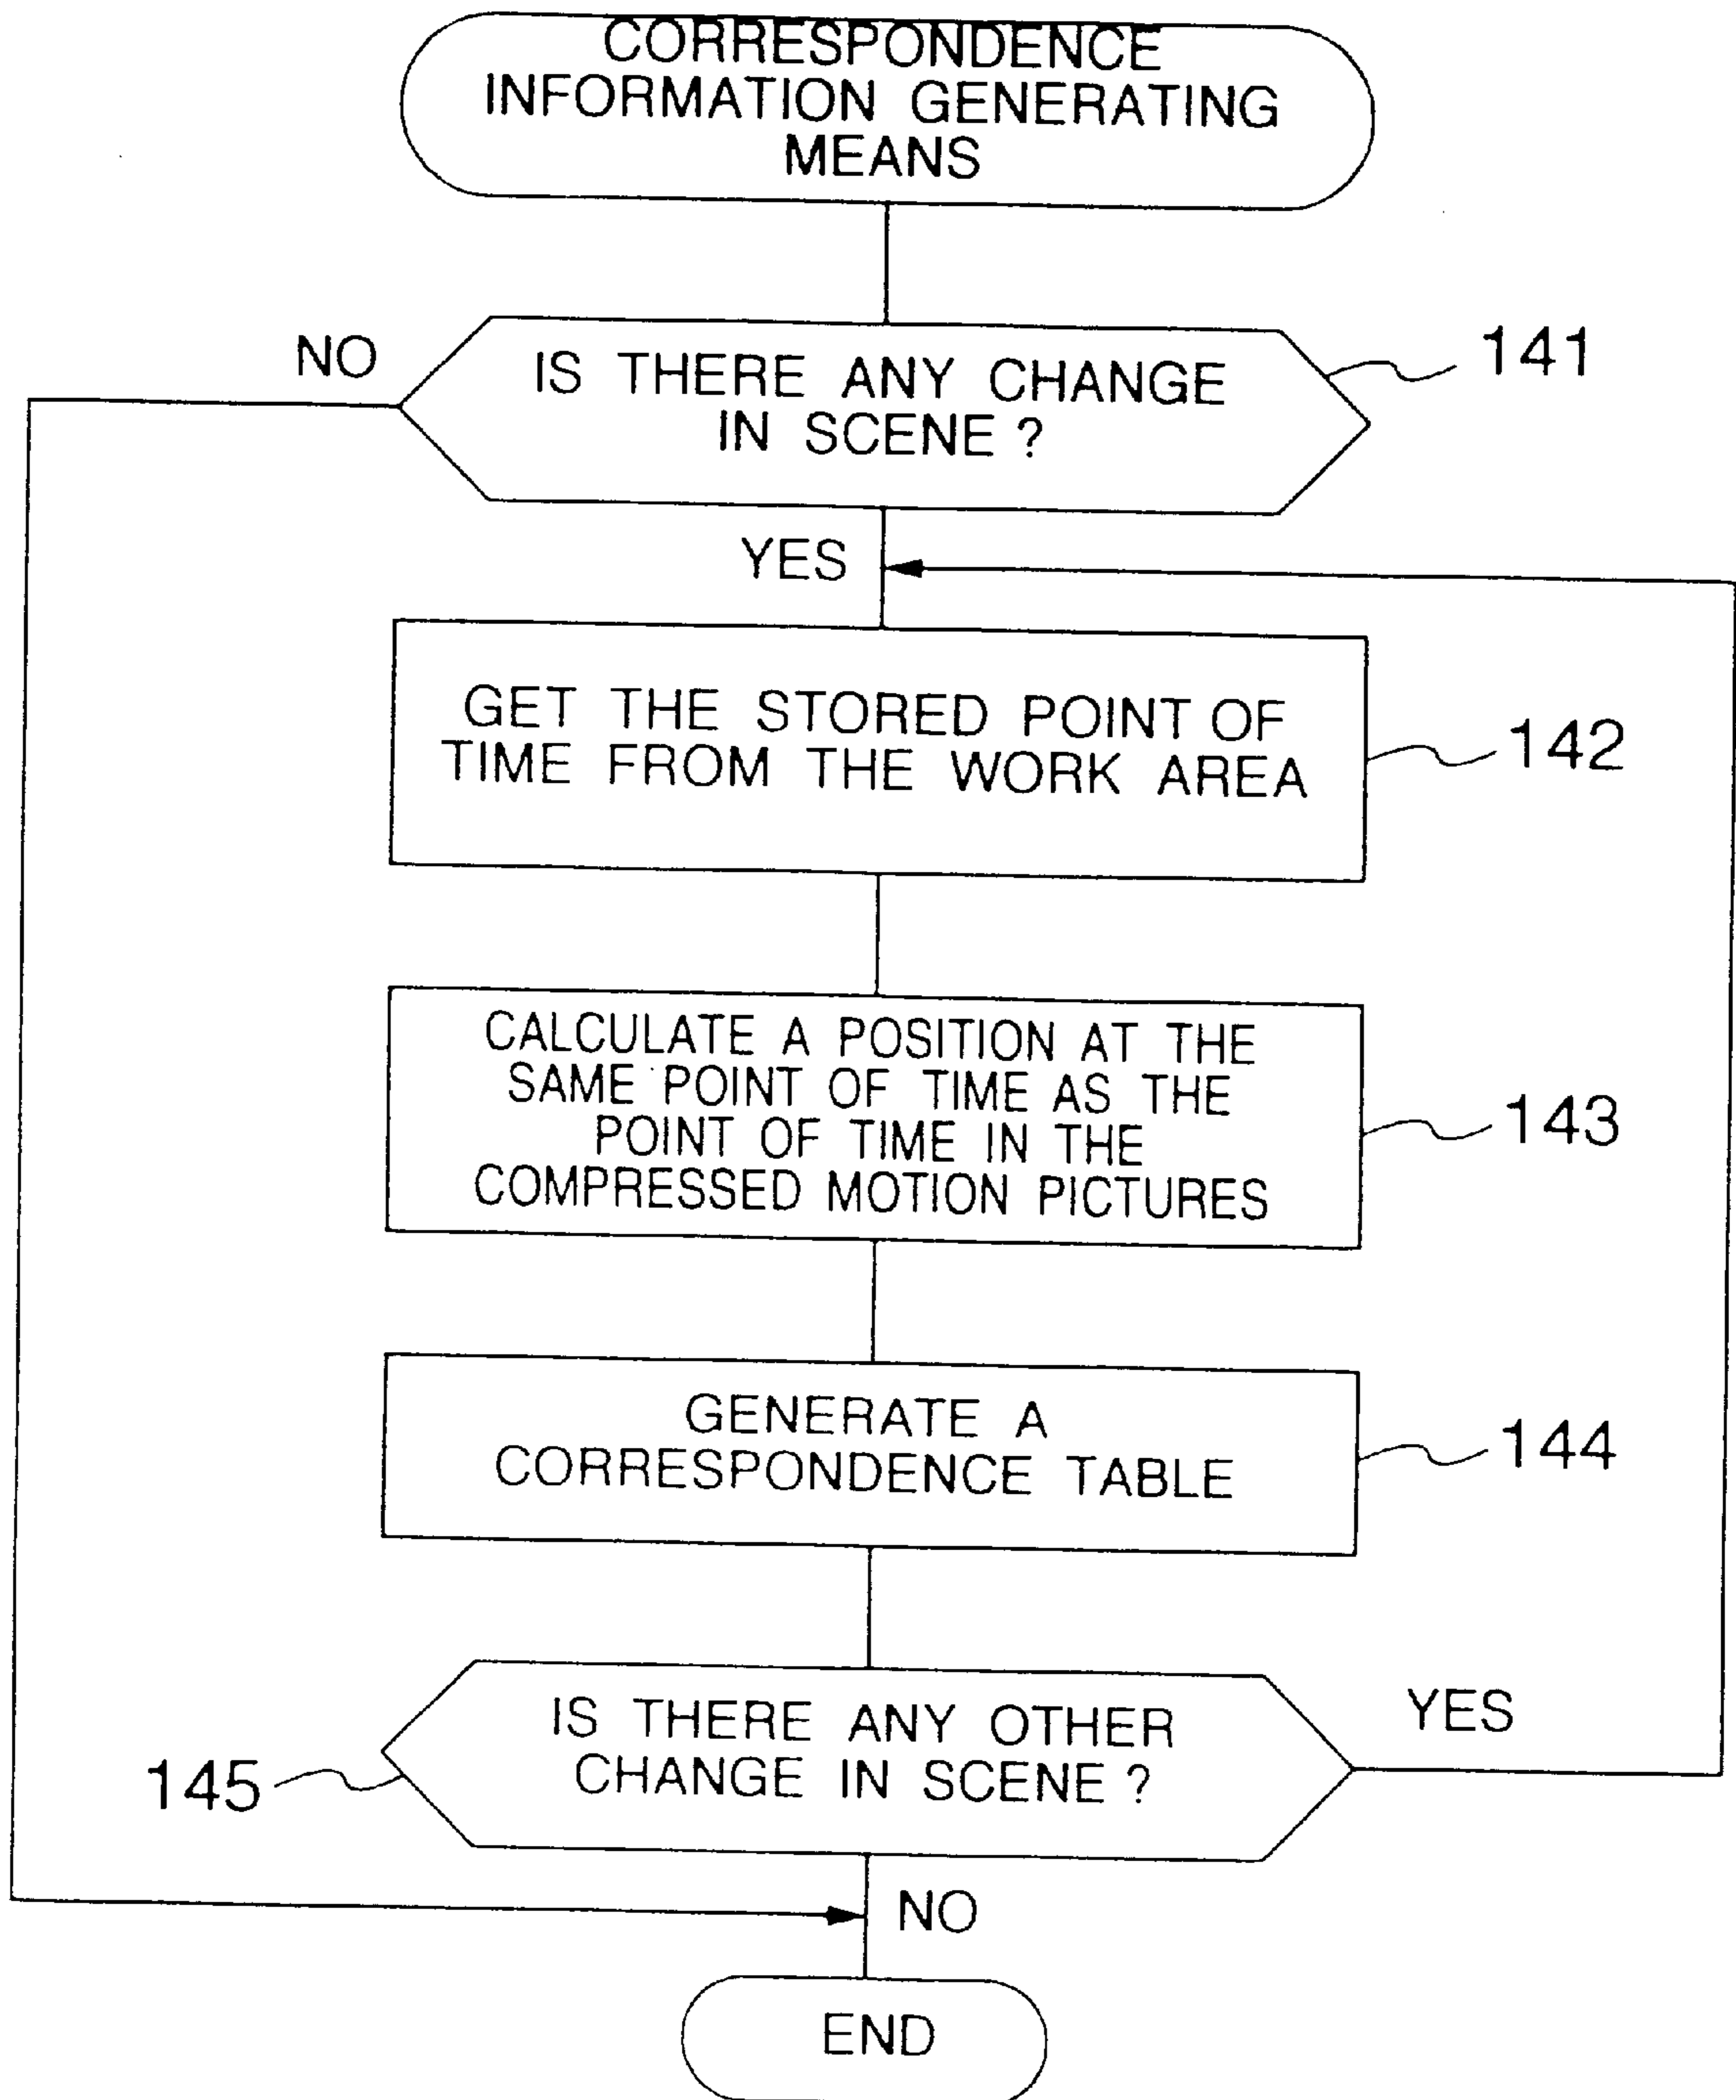 CORRESPONDENCE
INFORMATION GENERATING
MEANS
NO
IS THERE ANY CHANGE
IN SCENE ?
141
YES
GET THE STORED POINT OF
TIME FROM THE WORK AREA
142
CALCULATE A POSITION AT THE
SAME POINT OF TIME AS THE
POINT OF TIME IN THE
COMPRESSED MOTION PICTURES
143
GENERATE A
CORRESPONDENCE TABLE
144
IS THERE ANY OTHER
CHANGE IN SCENE ?
YES
145
NO
END